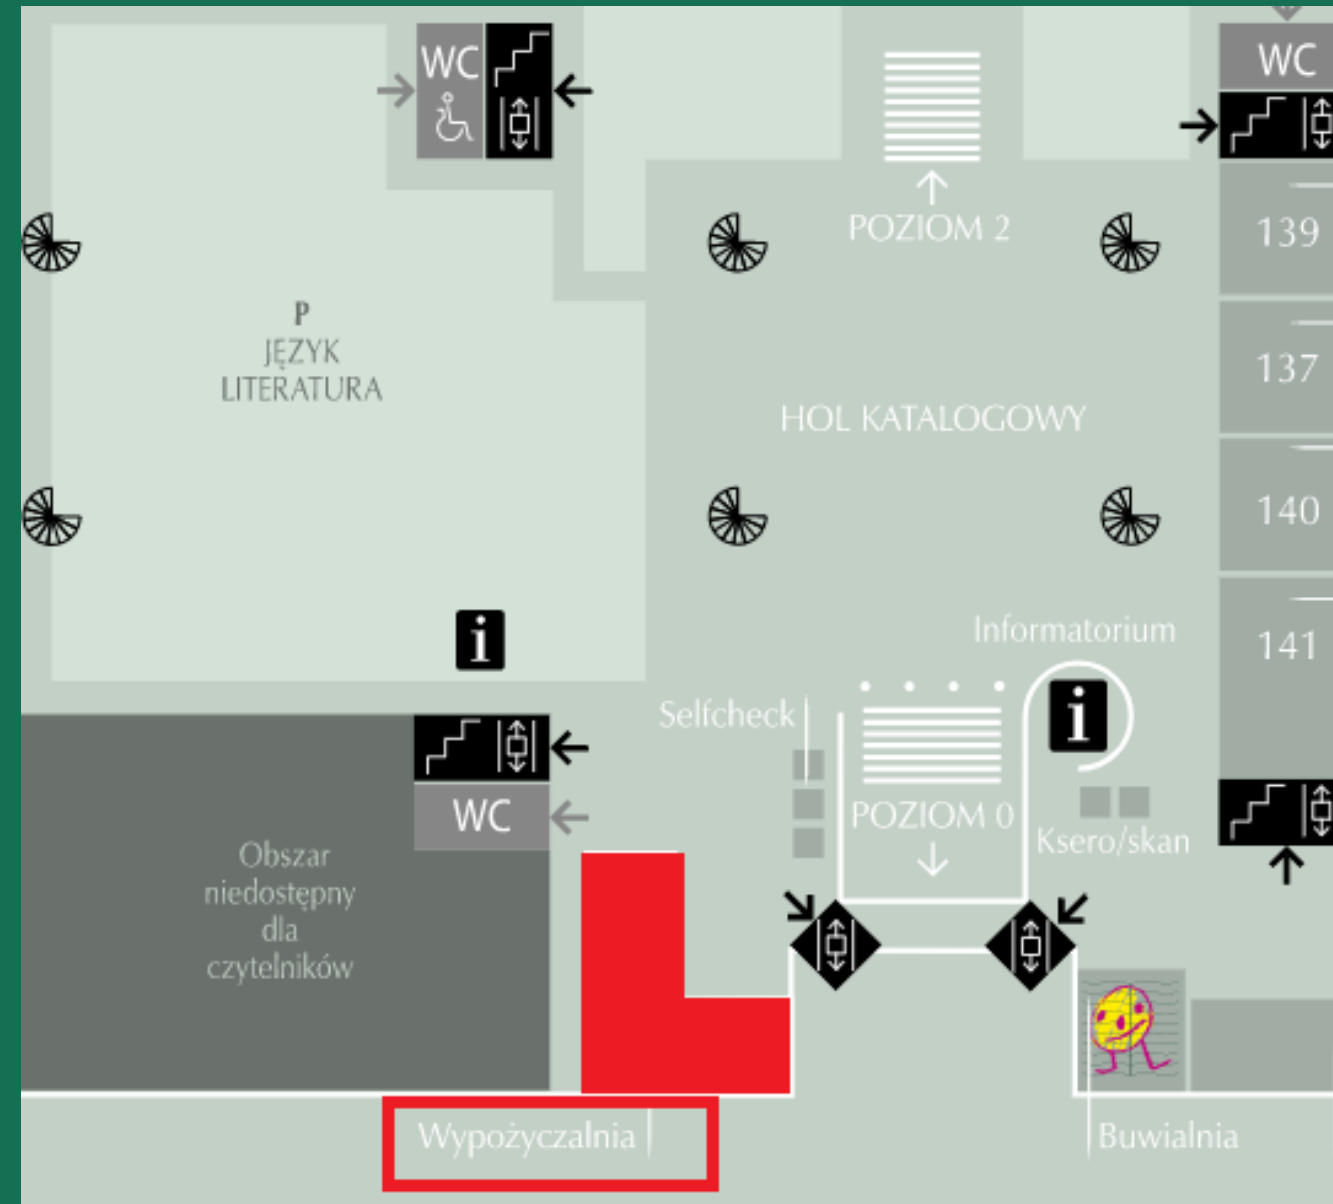 WC
WC
POZIOM 2
139
P
JĘZYK
LITERATURA
137
HOL KATALOGOWY
140
i
Informatorium
141
Selfcheck
i
WC
POZIOM 0
Ksero/skan
Obszar
niedostępny
dla
czytelników
Wypożyczalnia
Buwialnia